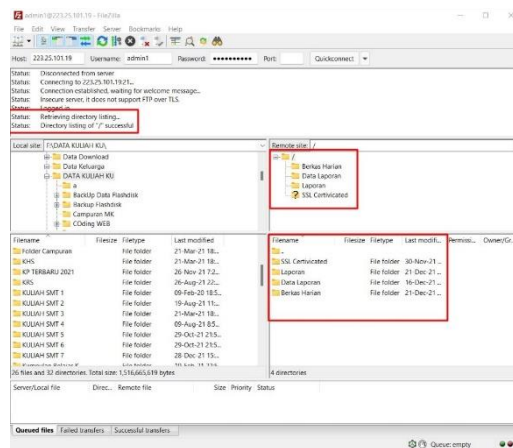 admin1@223.25.101.19 - FileZilla
File Edit View Transfer Server Bookmarks Help
Host: 223.25.101.19 Username: admin1 Password: •••••••••• Port: Quickconnect
Status: Disconnected from server
Status: Connecting to 223.25.101.19:21...
Status: Connection established, waiting for welcome message...
Status: Insecure server, it does not support FTP over TLS.
Status: Logged in
Status: Retrieving directory listing...
Status: Directory listing of "/" successful
Local site: F:\DATA KULIAH KU\
Data Download
Data Keluarga
DATA KULIAH KU
a
BackUp Data Flashdisk
Backup Flashdisk
Campuran MK
COding WEB
Remote site: /
/
Berkas Harian
Data Laporan
Laporan
SSL Certivicated
Filename Filesize Filetype Last modified
Folder Campuran File folder 21-Mar-21 18...
KHS File folder 21-Mar-21 18...
KP TERBARU 2021 File folder 26-Nov-21 7:2...
KRS File folder 26-Aug-21 22:...
KULIAH SMT 1 File folder 09-Feb-20 18:5...
KULIAH SMT 2 File folder 19-Aug-21 11:...
KULIAH SMT 3 File folder 21-Mar-21 18...
KULIAH SMT 4 File folder 09-Aug-21 8:5...
KULIAH SMT 5 File folder 29-Oct-21 21:5...
KULIAH SMT 6 File folder 29-Oct-21 21:5...
KULIAH SMT 7 File folder 28-Dec-21 15:...
26 files and 32 directories. Total size: 1,516,665,619 bytes
Filename Filesize Filetype Last modifi... Permissi... Owner/Gr...
..
SSL Certivicated File folder 30-Nov-21 ...
Laporan File folder 21-Dec-21 ...
Data Laporan File folder 16-Dec-21 ...
Berkas Harian File folder 21-Dec-21 ...
4 directories
Server/Local file Direc... Remote file Size Priority Status
Queued files Failed transfers Successful transfers
Queue: empty